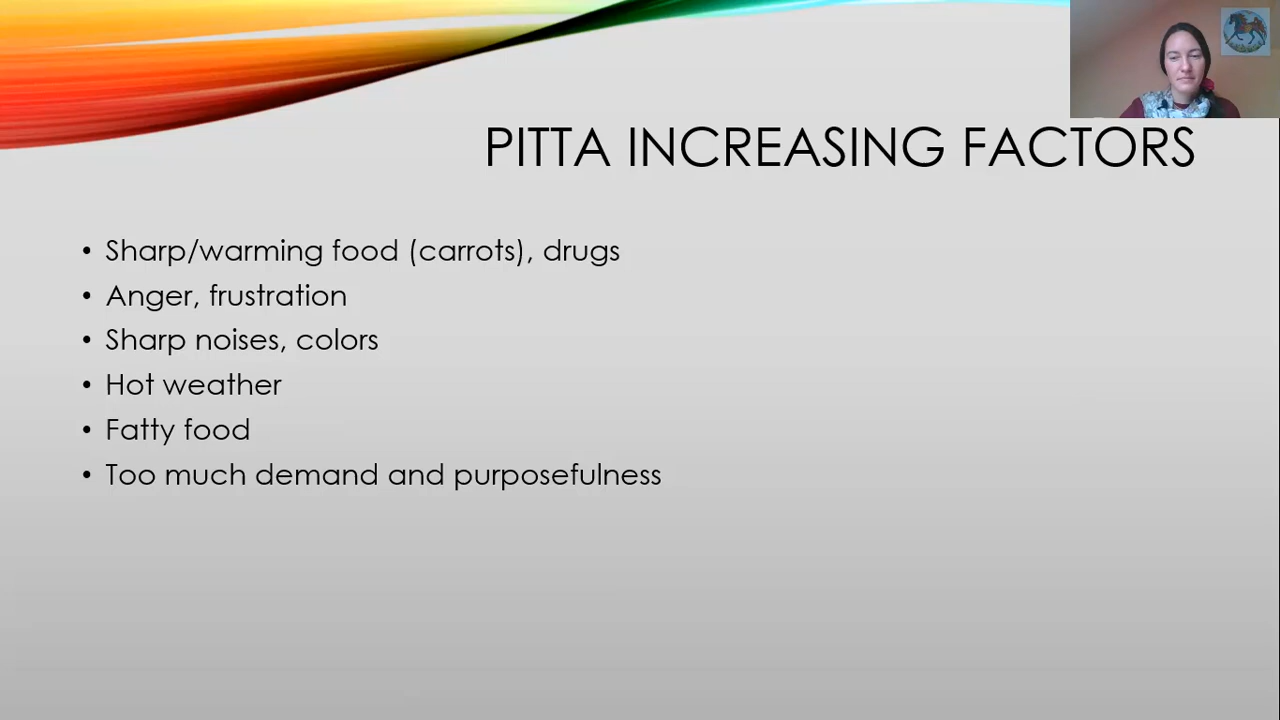 PITTA INCREASING FACTORS
• Sharp/warming food (carrots), drugs
• Anger, frustration
• Sharp noises, colors
• Hot weather
• Fatty food
• Too much demand and purposefulness